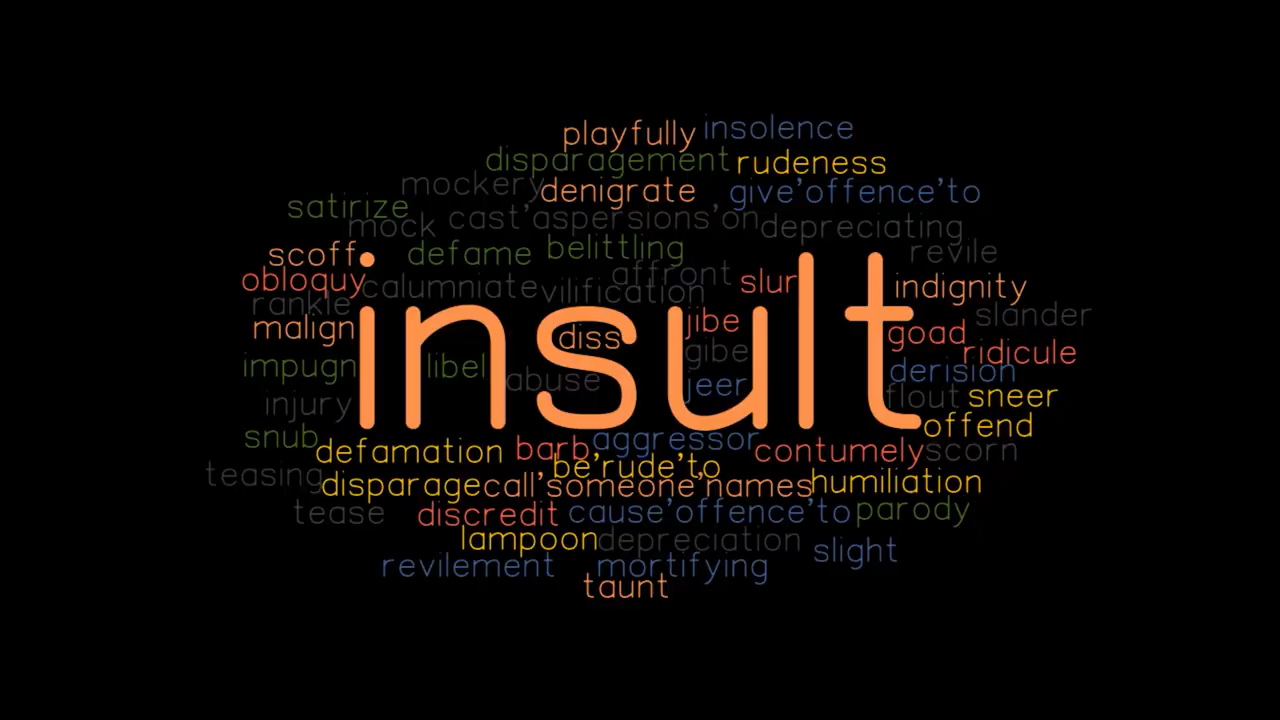 playfully insolence
disparagement rudeness
mockery denigrate give'offence'to
satirize mock cast'aspersions'on depreciating
scoff defame belittling revile
obloquy calumniate affront slur indignity
rankle vilification slander
insult
malign diss jibe goad
impugn libel gibe ridicule
abuse jeer derision
injury flout sneer
snub aggressor offend
defamation barb contumely scorn
teasing be'rude'to
disparage call'someone'names humiliation
tease discredit cause'offence'to parody
lampoon depreciation slight
revilement mortifying
taunt